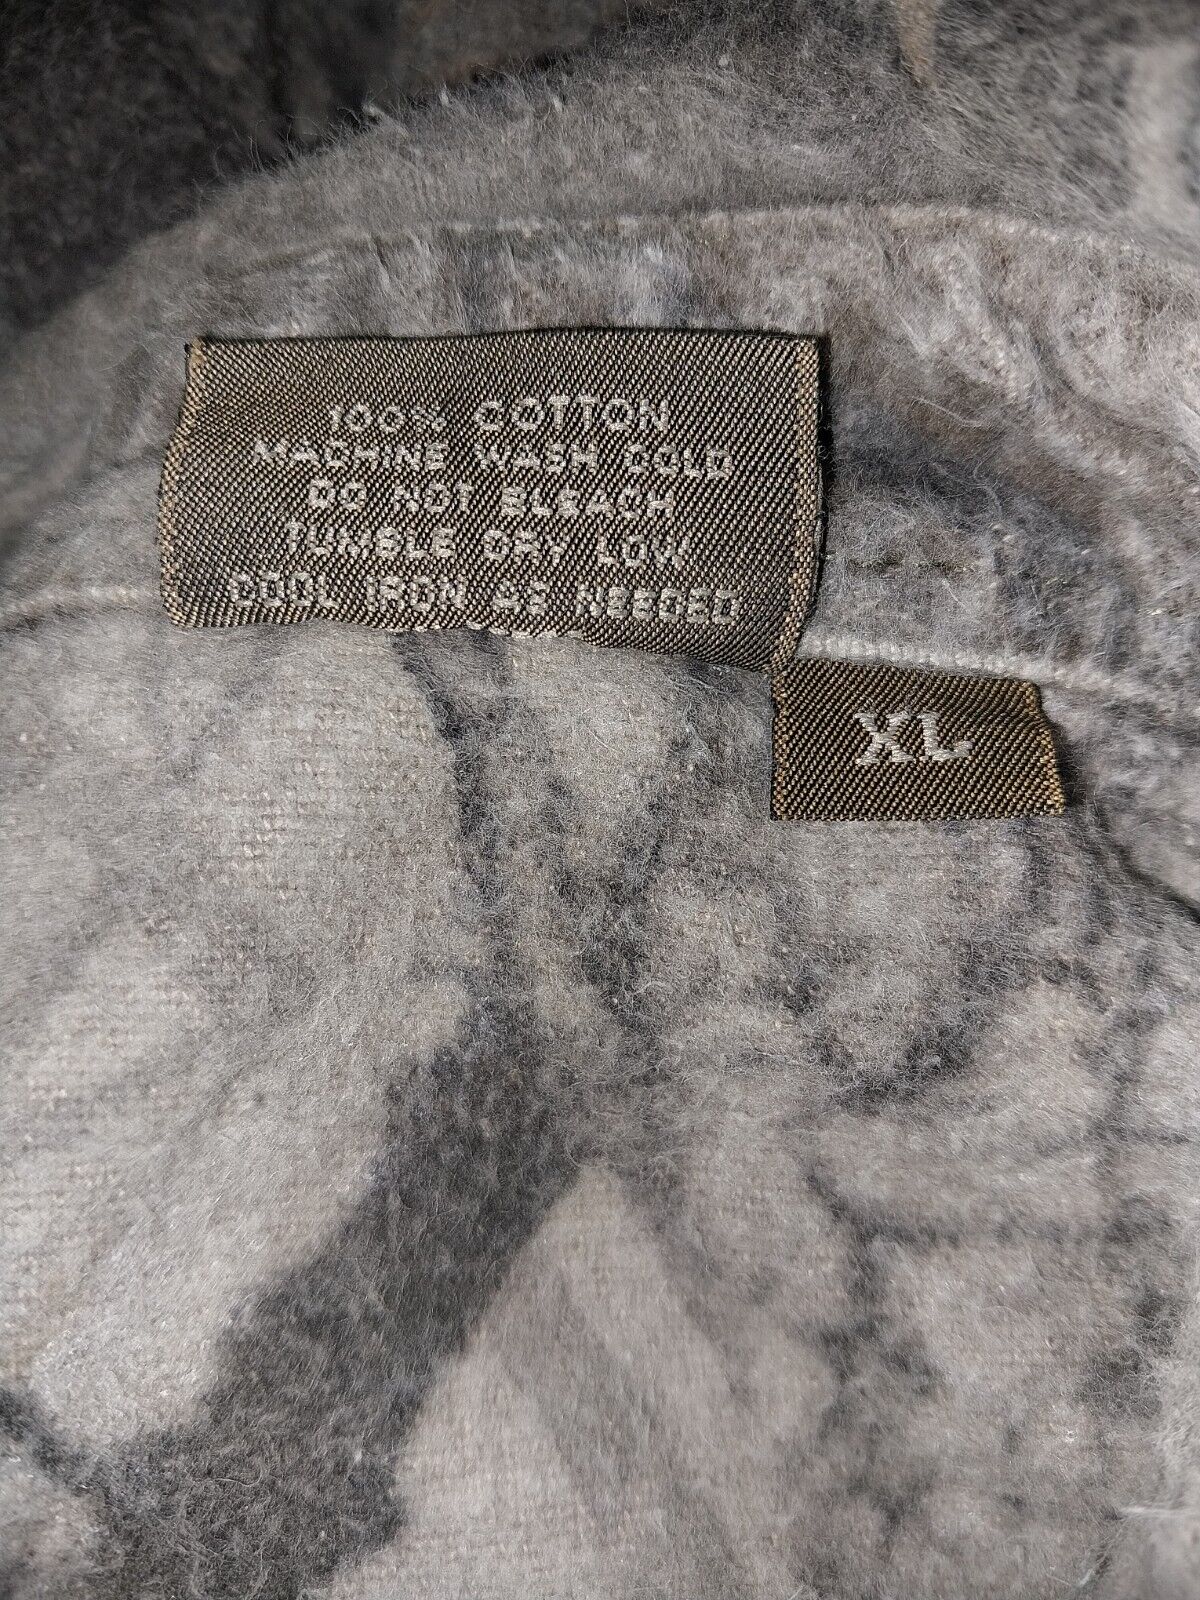 100% COTTON
MACHINE WASH COLD
DO NOT BLEACH
TUMBLE DRY LOW
COOL IRON AS NEEDED
XL